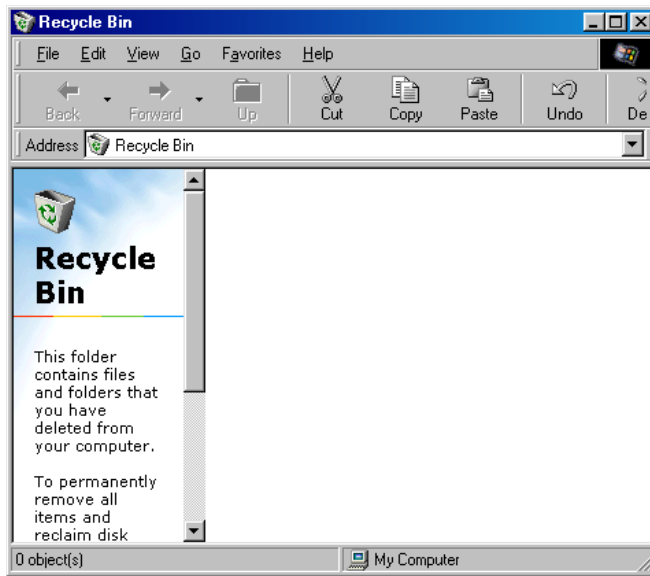 Recycle Bin
File Edit View Go Favorites Help
Back Forward Up Cut Copy Paste Undo De
Address Recycle Bin
Recycle
Bin
This folder
contains files
and folders that
you have
deleted from
your computer.
To permanently
remove all
items and
reclaim disk
0 object(s) My Computer